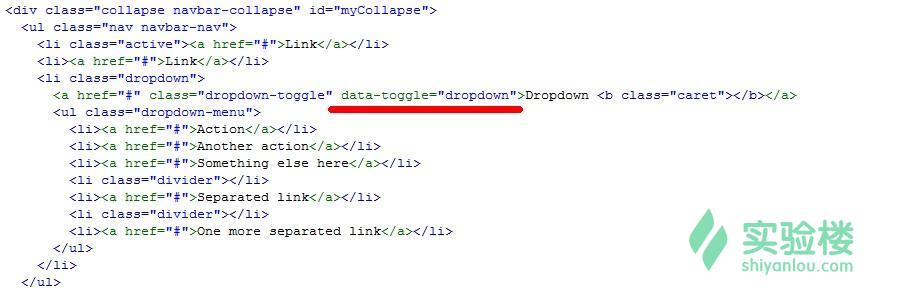 <div class="collapse navbar-collapse" id="myCollapse">
<ul class="nav navbar-nav">
<li class="active"><a href="#">Link</a></li>
<li><a href="#">Link</a></li>
<li class="dropdown">
<a href="#" class="dropdown-toggle" data-toggle="dropdown">Dropdown <b class="caret"></b></a>
<ul class="dropdown-menu">
<li><a href="#">Action</a></li>
<li><a href="#">Another action</a></li>
<li><a href="#">Something else here</a></li>
<li class="divider"></li>
<li><a href="#">Separated link</a></li>
<li class="divider"></li>
<li><a href="#">One more separated link</a></li>
</ul>
</li>
</ul>
实验楼
shiyanlou.com